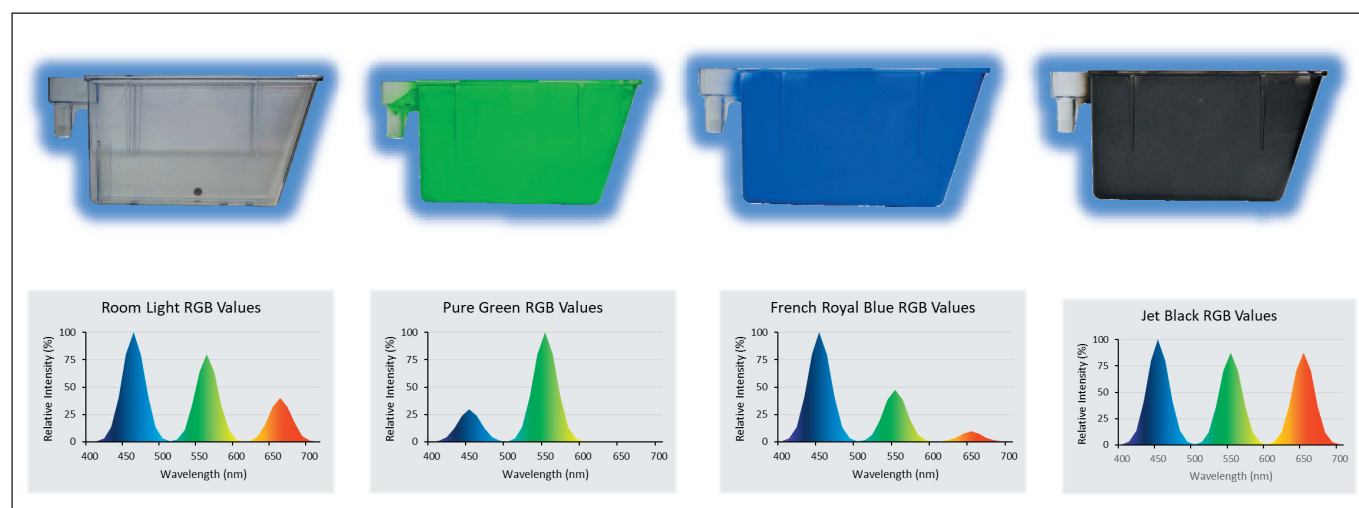 Room Light RGB Values
Relative Intensity (%)
100
75
50
25
0
400 450 500 550 600 650 700
Wavelength (nm)
Pure Green RGB Values
Relative Intensity (%)
100
75
50
25
0
400 450 500 550 600 650 700
Wavelength (nm)
French Royal Blue RGB Values
Relative Intensity (%)
100
75
50
25
0
400 450 500 550 600 650 700
Wavelength (nm)
Jet Black RGB Values
Relative Intensity (%)
100
75
50
25
0
400 450 500 550 600 650 700
Wavelength (nm)